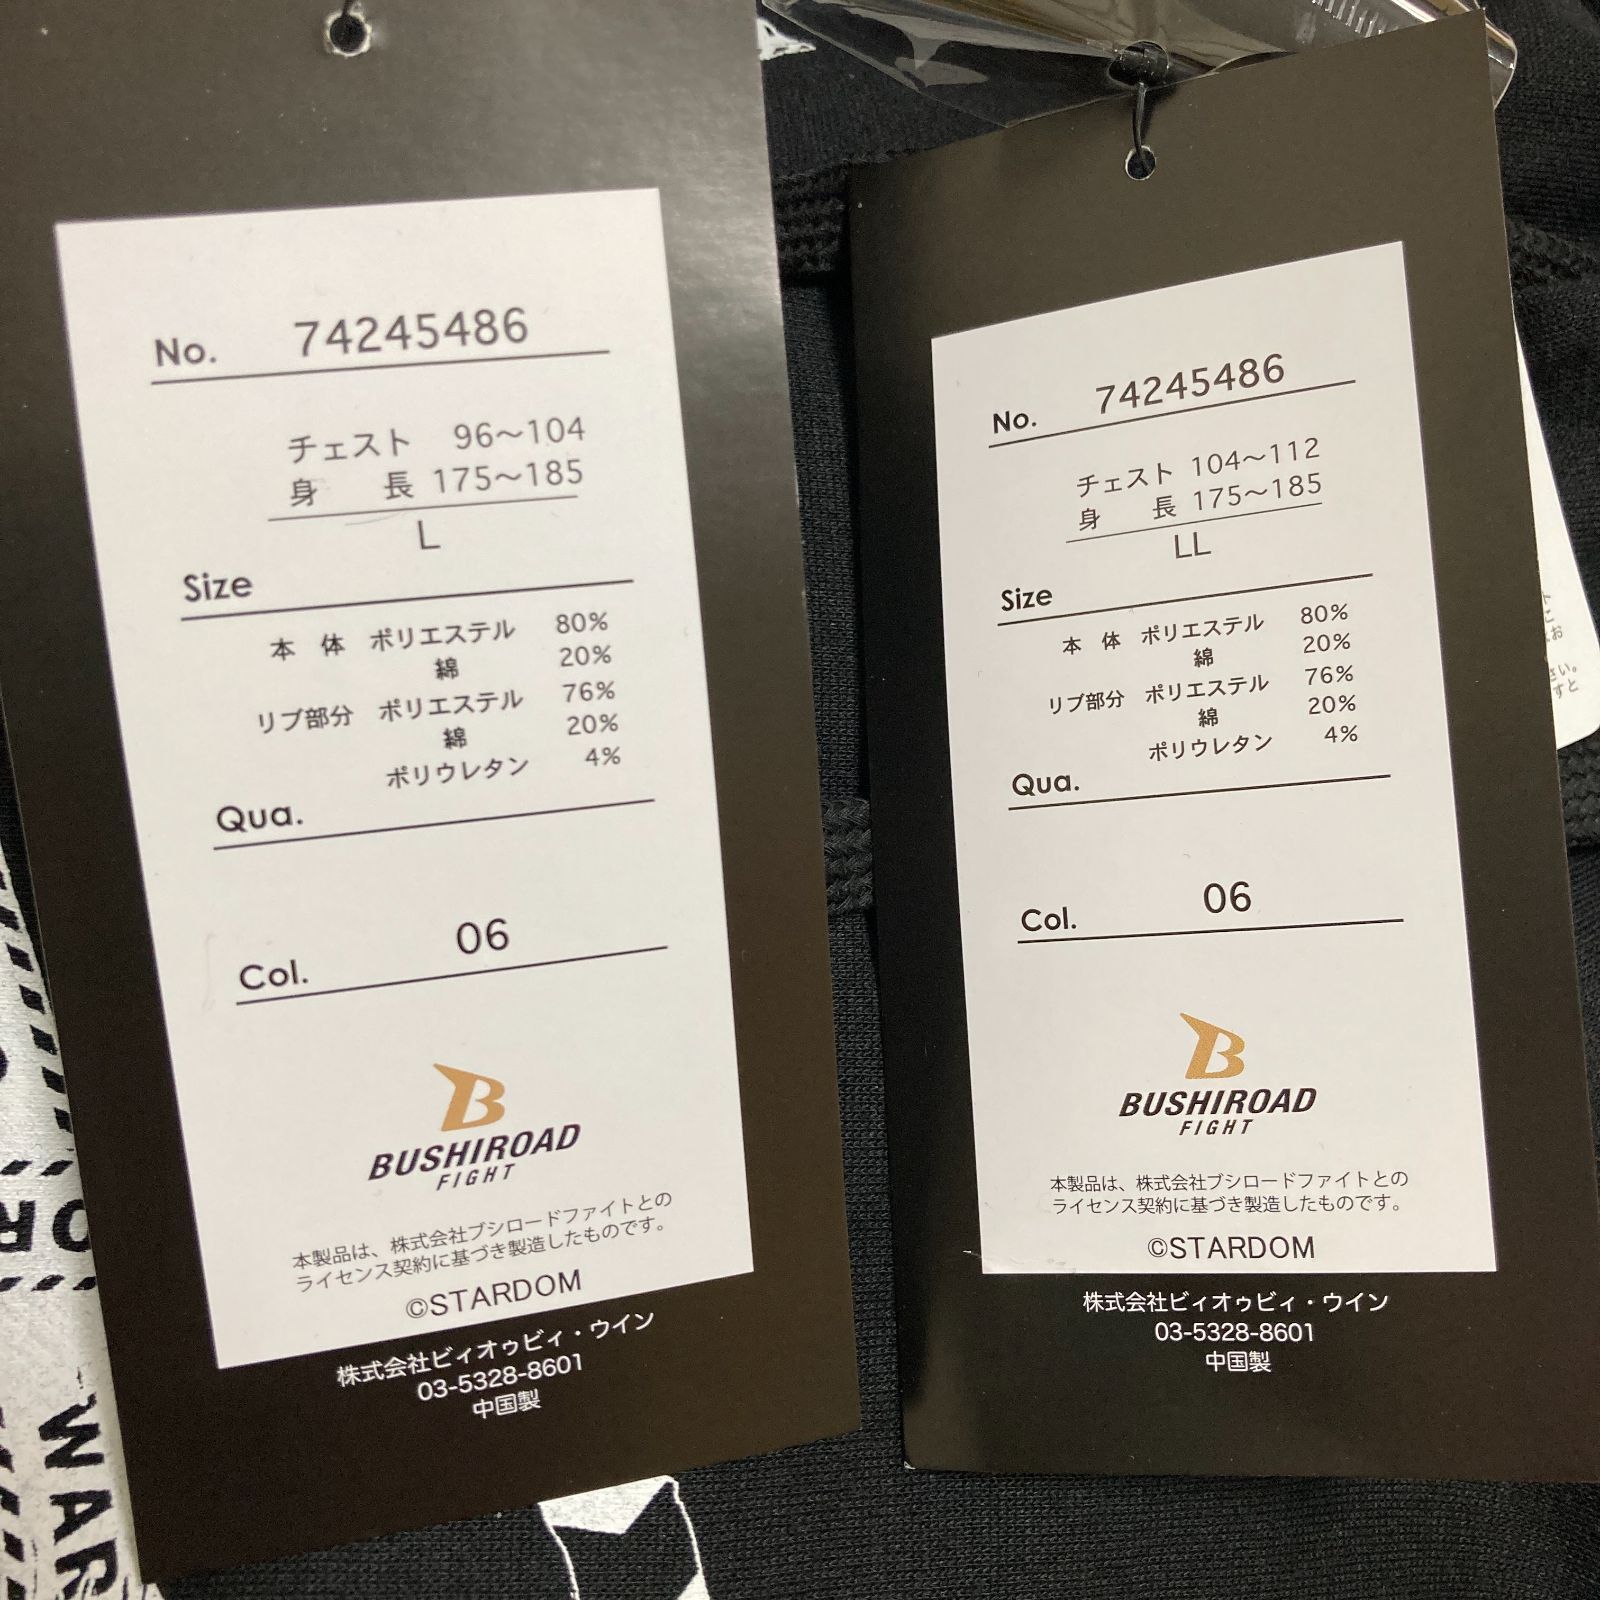 No. 74245486
チェスト 96～104
身 長 175～185
L
Size
本 体 ポリエステル 80%
綿 20%
リブ部分 ポリエステル 76%
綿 20%
ポリウレタン 4%
Qua.
Col. 06
B
BUSHIROAD
FIGHT
本製品は、株式会社ブシロードファイトとの
ライセンス契約に基づき製造したものです。
©STARDOM
株式会社ビィオゥビィ・ウイン
03-5328-8601
中国製
No. 74245486
チェスト 104～112
身 長 175～185
LL
Size
本 体 ポリエステル 80%
綿 20%
リブ部分 ポリエステル 76%
綿 20%
ポリウレタン 4%
Qua.
Col. 06
B
BUSHIROAD
FIGHT
本製品は、株式会社ブシロードファイトとの
ライセンス契約に基づき製造したものです。
©STARDOM
株式会社ビィオゥビィ・ウイン
03-5328-8601
中国製
さい。
すと
OR
WAR